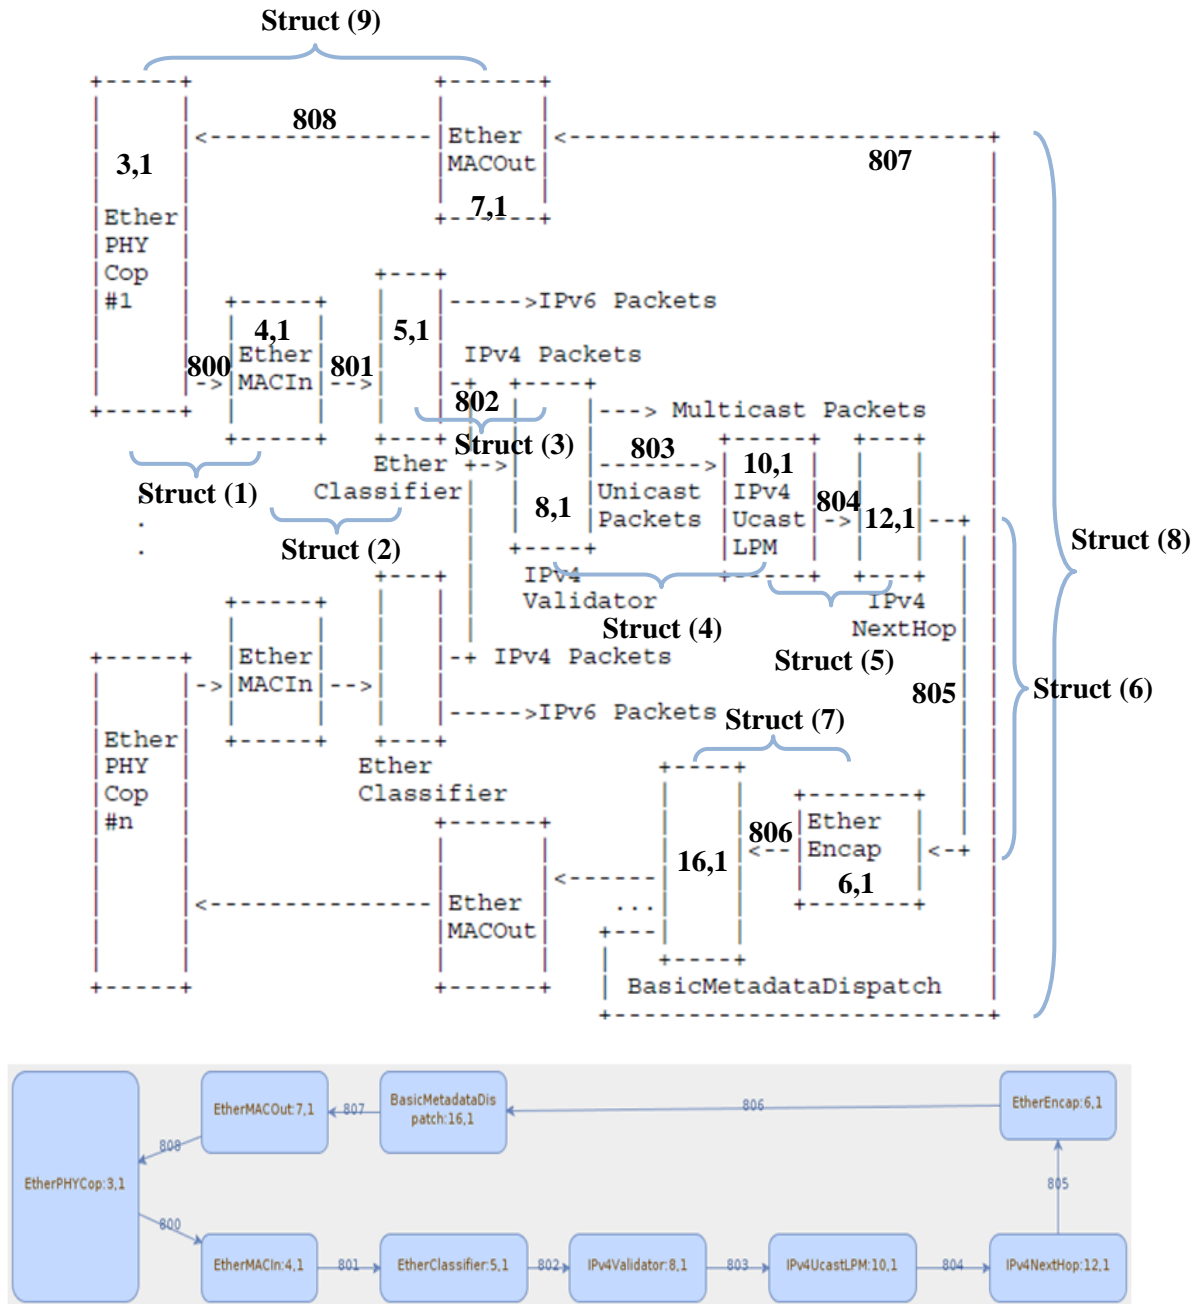 Struct (9)
808
Ether
MACOut
7,1
807
3,1
Ether
PHY
Cop
#1
IPv6 Packets
4,1
5,1
800
Ether
MACIn
801
IPv4 Packets
802
Multicast Packets
Struct (3)
803
Ether
Classifier
10,1
Struct (1)
8,1
Unicast
Packets
IPv4
Ucast
LPM
804
12,1
.
.
Struct (2)
Struct (8)
IPv4
Validator
IPv4
NextHop
Struct (4)
Struct (5)
Ether
MACIn
IPv4 Packets
805
Struct (6)
IPv6 Packets
Struct (7)
Ether
PHY
Cop
#n
Ether
Classifier
806
Ether
Encap
16,1
6,1
Ether
MACOut
...
BasicMetadataDispatch
EtherMACOut:7,1
807
BasicMetadataDis
patch:16,1
806
EtherEncap:6,1
808
EtherPHYCop:3,1
805
800
EtherMACIn:4,1
801
EtherClassifier:5,1
802
IPv4Validator:8,1
803
IPv4UcastLPM:10,1
804
IPv4NextHop:12,1